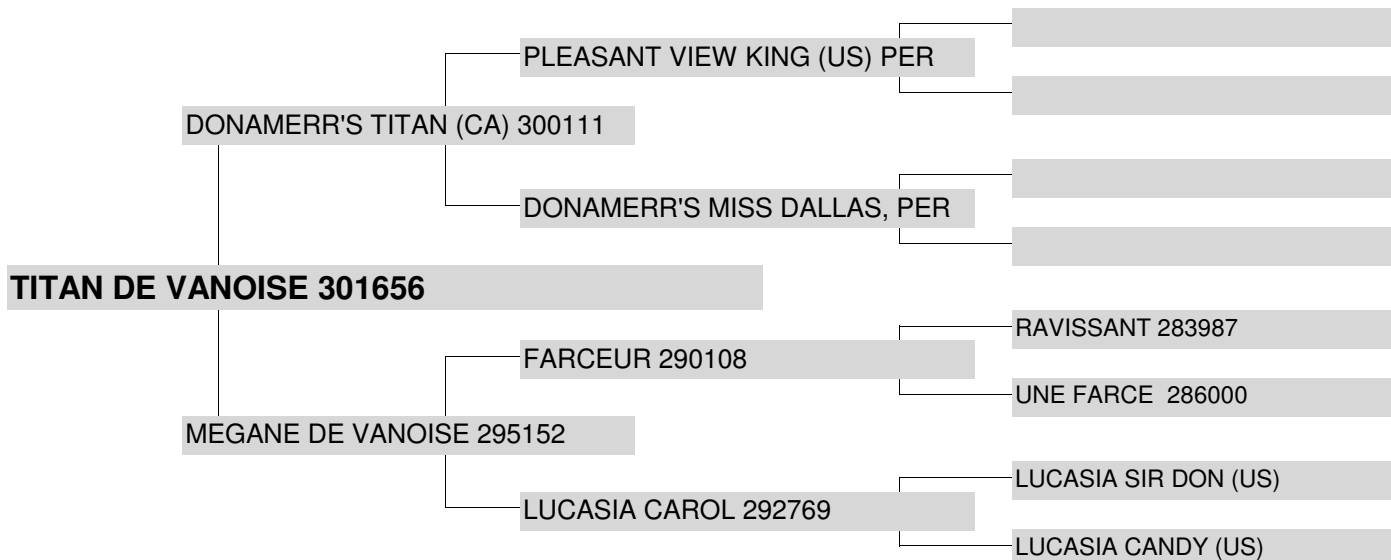 PLEASANT VIEW KING (US) PER
DONAMERR'S TITAN (CA) 300111
DONAMERR'S MISS DALLAS, PER
TITAN DE VANOISE 301656
RAVISSANT 283987
FARCEUR 290108
UNE FARCE  286000
MEGANE DE VANOISE 295152
LUCASIA SIR DON (US)
LUCASIA CAROL 292769
LUCASIA CANDY (US)